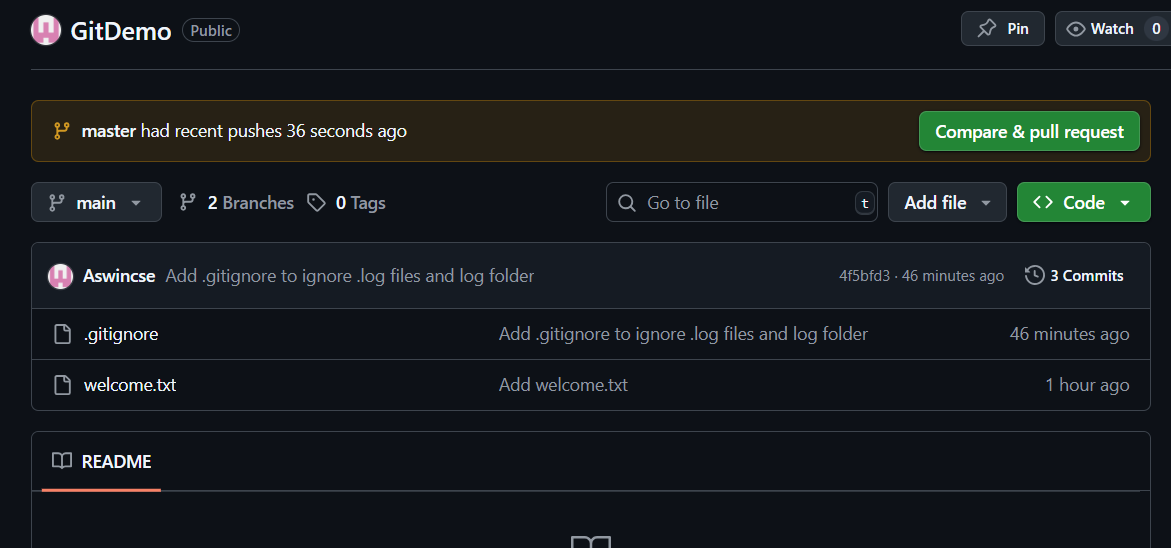 GitDemo Public Pin Watch 0
master had recent pushes 36 seconds ago Compare & pull request
main 2 Branches 0 Tags Go to file t Add file Code
Aswincse Add .gitignore to ignore .log files and log folder 4f5bfd3 · 46 minutes ago 3 Commits
.gitignore Add .gitignore to ignore .log files and log folder 46 minutes ago
welcome.txt Add welcome.txt 1 hour ago
README